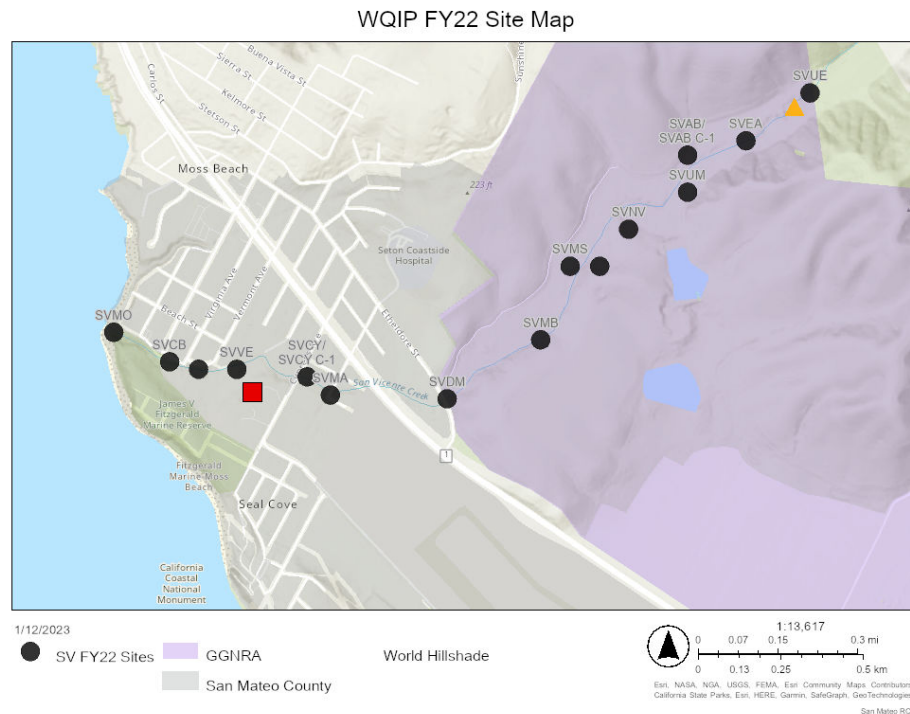 WQIP FY22 Site Map
Buena Vista St
Sierra St
Kelmore St
Stetson St
Carlos St
Sunshine
SVUE
SVAB/
SVAB C-1
SVEA
Moss Beach
223 ft
SVUM
SVNV
Seton Coastside
Hospital
SVMS
Virginia Ave
Vermont Ave
Beach St
Etheldore St
SVMO
SVMB
SVCB
SVVE
SVCY/
SVCY C-1
SVMA
San Vicente Creek
SVDM
James V
Fitzgerald
Marine Reserve
1
Fitzgerald
Marine-Moss
Beach
Seal Cove
California
Coastal
National
Monument
1/12/2023
SV FY22 Sites
GGNRA
San Mateo County
World Hillshade
1:13,617
0 0.07 0.15 0.3 mi
0 0.13 0.25 0.5 km
Esri, NASA, NGA, USGS, FEMA, Esri Community Maps Contributors,
California State Parks, Esri, HERE, Garmin, SafeGraph, GeoTechnologies
San Mateo RC